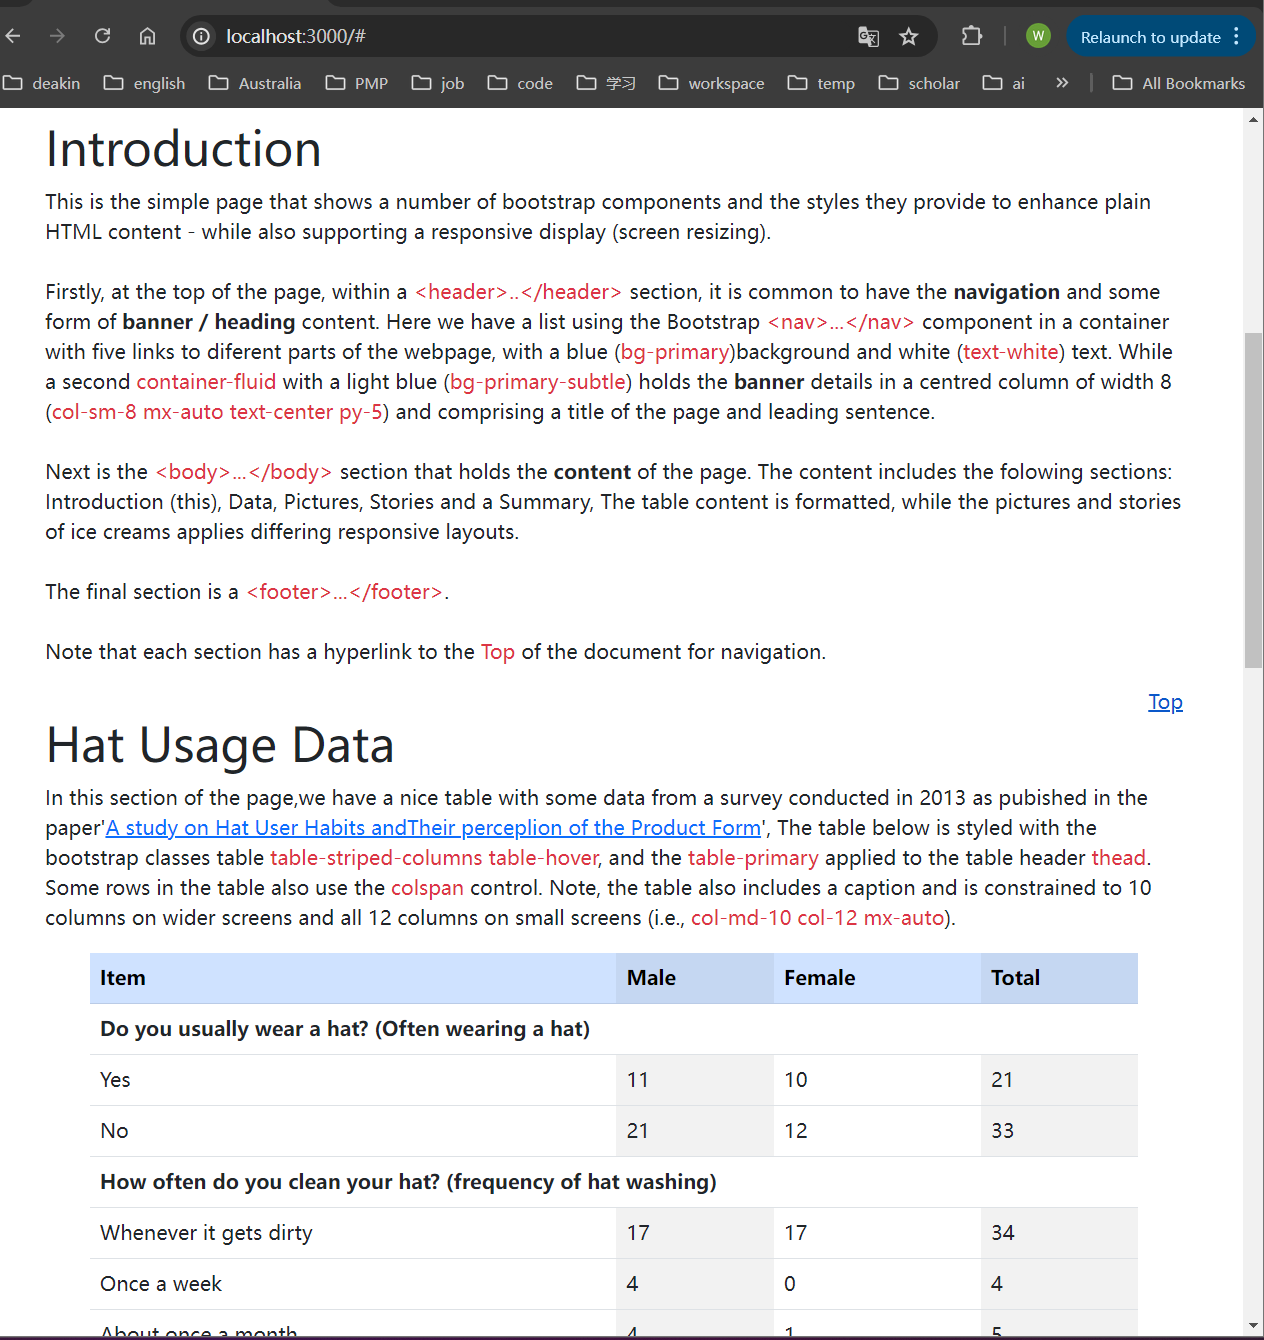 localhost:3000/#
W
Relaunch to update
deakin english Australia PMP job code 学习 workspace temp scholar ai » All Bookmarks
Introduction
This is the simple page that shows a number of bootstrap components and the styles they provide to enhance plain
HTML content - while also supporting a responsive display (screen resizing).
Firstly, at the top of the page, within a <header>..</header> section, it is common to have the navigation and some
form of banner / heading content. Here we have a list using the Bootstrap <nav>...</nav> component in a container
with five links to diferent parts of the webpage, with a blue (bg-primary)background and white (text-white) text. While
a second container-fluid with a light blue (bg-primary-subtle) holds the banner details in a centred column of width 8
(col-sm-8 mx-auto text-center py-5) and comprising a title of the page and leading sentence.
Next is the <body>...</body> section that holds the content of the page. The content includes the folowing sections:
Introduction (this), Data, Pictures, Stories and a Summary, The table content is formatted, while the pictures and stories
of ice creams applies differing responsive layouts.
The final section is a <footer>...</footer>.
Note that each section has a hyperlink to the Top of the document for navigation.
Top
Hat Usage Data
In this section of the page,we have a nice table with some data from a survey conducted in 2013 as pubished in the
paper'A study on Hat User Habits andTheir perceplion of the Product Form', The table below is styled with the
bootstrap classes table table-striped-columns table-hover, and the table-primary applied to the table header thead.
Some rows in the table also use the colspan control. Note, the table also includes a caption and is constrained to 10
columns on wider screens and all 12 columns on small screens (i.e., col-md-10 col-12 mx-auto).
Item Male Female Total
Do you usually wear a hat? (Often wearing a hat)
Yes 11 10 21
No 21 12 33
How often do you clean your hat? (frequency of hat washing)
Whenever it gets dirty 17 17 34
Once a week 4 0 4
About once a month 4 1 5